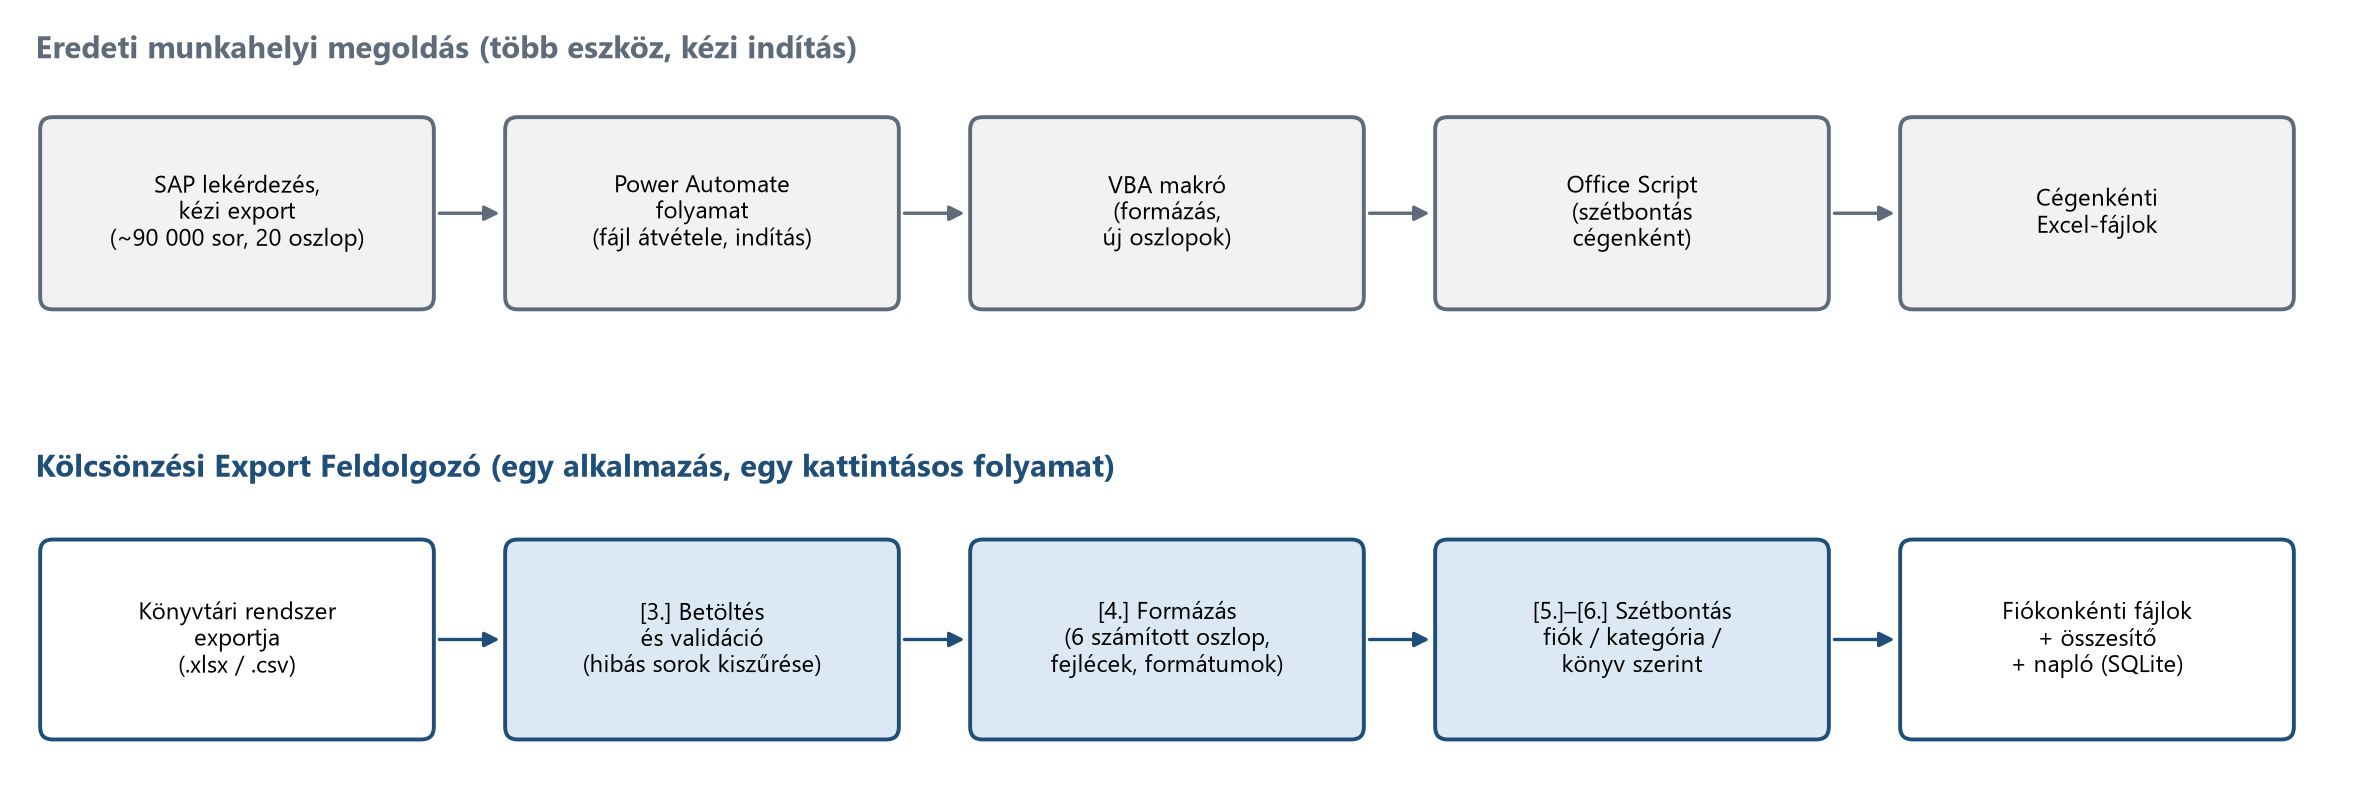 Eredeti munkahelyi megoldás (több eszköz, kézi indítás)
SAP lekérdezés,
kézi export
(~90 000 sor, 20 oszlop)
Power Automate
folyamat
(fájl átvétele, indítás)
VBA makró
(formázás,
új oszlopok)
Office Script
(szétbontás
cégenként)
Cégenkénti
Excel-fájlok
Kölcsönzési Export Feldolgozó (egy alkalmazás, egy kattintásos folyamat)
Könyvtári rendszer
exportja
(.xlsx / .csv)
[3.] Betöltés
és validáció
(hibás sorok kiszűrése)
[4.] Formázás
(6 számított oszlop,
fejlécek, formátumok)
[5.]–[6.] Szétbontás
fiók / kategória /
könyv szerint
Fiókonkénti fájlok
+ összesítő
+ napló (SQLite)